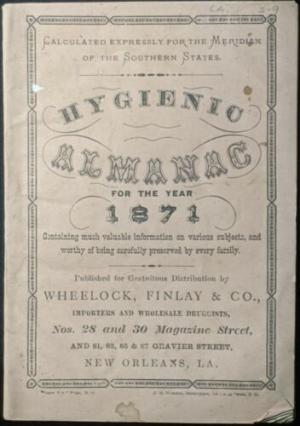 CALCULATED EXPRESSLY FOR THE MERIDIAN
OF THE SOUTHERN STATES.
HYGIENIC
ALMANAC
FOR THE YEAR
1871
Containing much valuable information on various subjects, and
worthy of being carefully preserved by every family.
Published for Gratuitous Distribution by
WHEELOCK, FINLAY & CO.,
IMPORTERS AND WHOLESALE DRUGGISTS,
Nos. 28 and 30 Magazine Street,
AND 81, 83, 85 & 87 GRAVIER STREET,
NEW ORLEANS, LA.